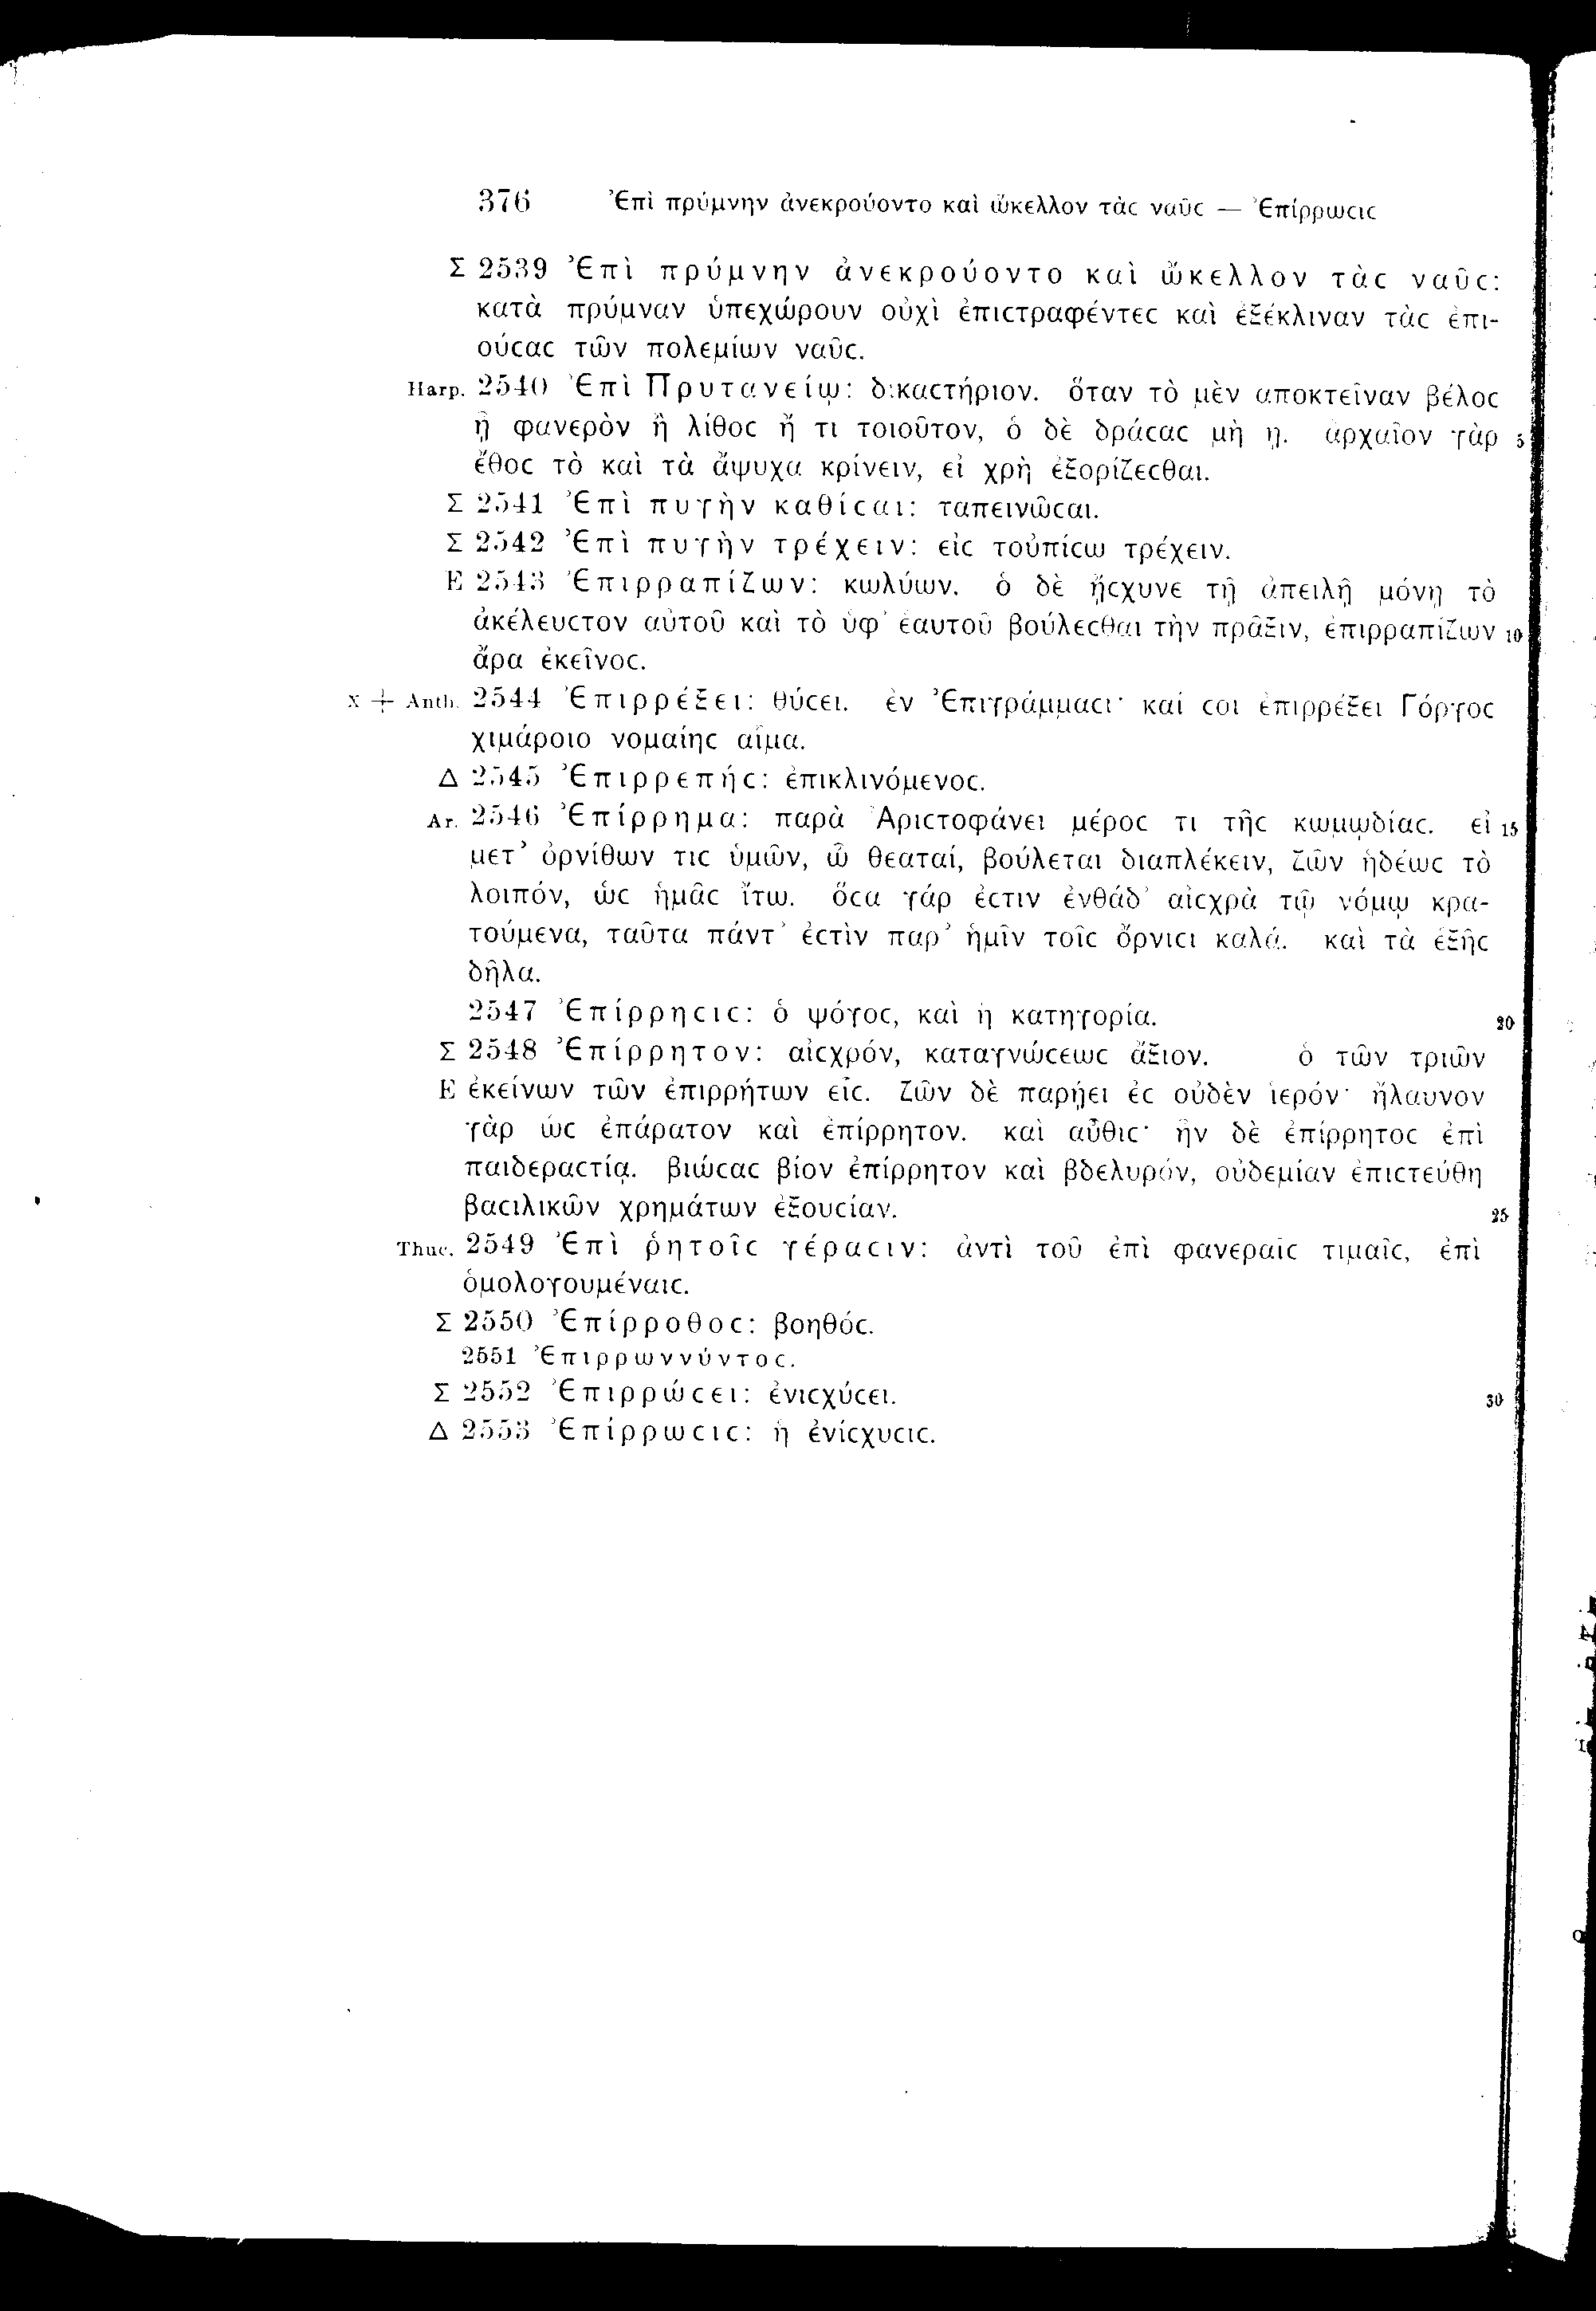 376 Ἐπὶ πρύμνην ἀνεκρούοντο καὶ ὤκελλον τὰϲ ναῦϲ — Ἐπίρρωϲιϲ
Σ 2539 Ἐπὶ πρύμνην ἀνεκρούοντο καὶ ὤκελλον τὰϲ ναῦϲ:
κατὰ πρύμναν ὑπεχώρουν οὐχὶ ἐπιϲτραφέντεϲ καὶ ἐξέκλιναν τὰϲ ἐπι-
ούϲαϲ τῶν πολεμίων ναῦϲ.
Harp. 2540 Ἐπὶ Πρυτανείῳ: δικαϲτήριον. ὅταν τὸ μὲν ἀποκτεῖναν βέλοϲ
ᾖ φανερὸν ἢ λίθοϲ ἤ τι τοιοῦτον, ὁ δὲ δράϲαϲ μὴ ᾖ. ἀρχαῖον γὰρ 5
ἔθοϲ τὸ καὶ τὰ ἄψυχα κρίνειν, εἰ χρὴ ἐξορίζεϲθαι.
Σ 2541 Ἐπὶ πυγὴν καθίϲαι: ταπεινῶϲαι.
Σ 2542 Ἐπὶ πυγὴν τρέχειν: εἰϲ τοὐπίϲω τρέχειν.
E 2543 Ἐπιρραπίζων: κωλύων. ὁ δὲ ᾔϲχυνε τῇ ἀπειλῇ μόνῃ τὸ
ἀκέλευϲτον αὐτοῦ καὶ τὸ ὑφ' ἑαυτοῦ βούλεϲθαι τὴν πρᾶξιν, ἐπιρραπίζων 10
ἄρα ἐκεῖνοϲ.
x + Anth. 2544 Ἐπιρρέξει: θύϲει. ἐν Ἐπιγράμμαϲι· καί ϲοι ἐπιρρέξει Γόργοϲ
χιμάροιο νομαίηϲ αἷμα.
Δ 2545 Ἐπιρρεπήϲ: ἐπικλινόμενοϲ.
Ar. 2546 Ἐπίρρημα: παρὰ Ἀριϲτοφάνει μέροϲ τι τῆϲ κωμῳδίαϲ. εἰ 15
μετ' ὀρνίθων τιϲ ὑμῶν, ὦ θεαταί, βούλεται διαπλέκειν, ζῶν ἡδέωϲ τὸ
λοιπόν, ὡϲ ἡμᾶϲ ἴτω. ὅϲα γάρ ἐϲτιν ἐνθάδ' αἰϲχρὰ τῷ νόμῳ κρα-
τούμενα, ταῦτα πάντ' ἐϲτὶν παρ' ἡμῖν τοῖϲ ὄρνιϲι καλά. καὶ τὰ ἑξῆϲ
δῆλα.
2547 Ἐπίρρηϲιϲ: ὁ ψόγοϲ, καὶ ἡ κατηγορία. 20
Σ 2548 Ἐπίρρητον: αἰϲχρόν, καταγνώϲεωϲ ἄξιον. ὁ τῶν τριῶν
E ἐκείνων τῶν ἐπιρρήτων εἷϲ. ζῶν δὲ παρῄει ἐϲ οὐδὲν ἱερόν· ἤλαυνον
γὰρ ὡϲ ἐπάρατον καὶ ἐπίρρητον. καὶ αὖθιϲ· ἦν δὲ ἐπίρρητοϲ ἐπὶ
παιδεραϲτίᾳ. βιώϲαϲ βίον ἐπίρρητον καὶ βδελυρόν, οὐδεμίαν ἐπιϲτεύθη
βαϲιλικῶν χρημάτων ἐξουϲίαν. 25
Thuc. 2549 Ἐπὶ ῥητοῖϲ γέραϲιν: ἀντὶ τοῦ ἐπὶ φανεραῖϲ τιμαῖϲ, ἐπὶ
ὁμολογουμέναιϲ.
Σ 2550 Ἐπίρροθοϲ: βοηθόϲ.
2551 Ἐπιρρωννύντοϲ.
Σ 2552 Ἐπιρρώϲει: ἐνιϲχύϲει. 30
Δ 2553 Ἐπίρρωϲιϲ: ἡ ἐνίϲχυϲιϲ.